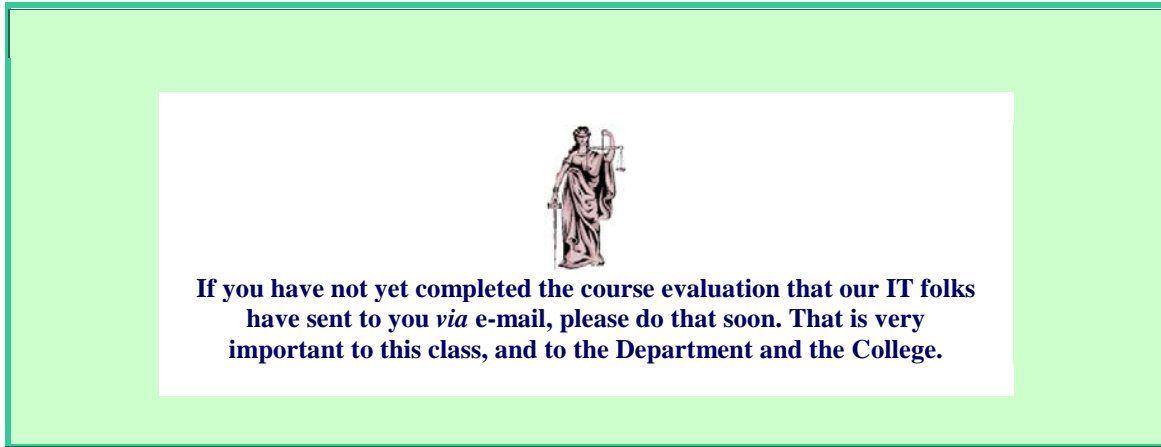 If you have not yet completed the course evaluation that our IT folks
have sent to you via e-mail, please do that soon. That is very
important to this class, and to the Department and the College.